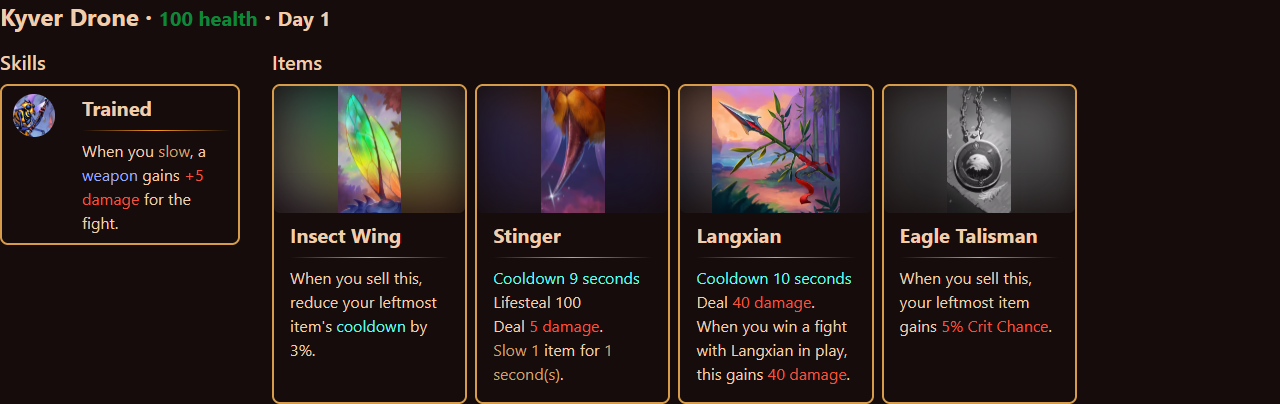 Kyver Drone • 100 health • Day 1
Skills
Trained
When you slow, a
weapon gains +5
damage for the
fight.
Items
Insect Wing
When you sell this,
reduce your leftmost
item's cooldown by
3%.
Stinger
Cooldown 9 seconds
Lifesteal 100
Deal 5 damage.
Slow 1 item for 1
second(s).
Langxian
Cooldown 10 seconds
Deal 40 damage.
When you win a fight
with Langxian in play,
this gains 40 damage.
Eagle Talisman
When you sell this,
your leftmost item
gains 5% Crit Chance.